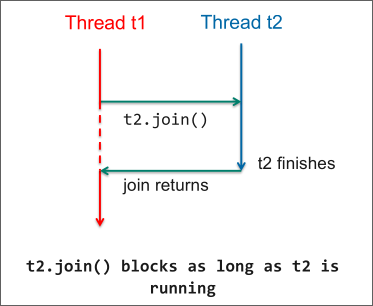 Thread t1 Thread t2
t2.join()
t2 finishes
join returns
t2.join() blocks as long as t2 is
running